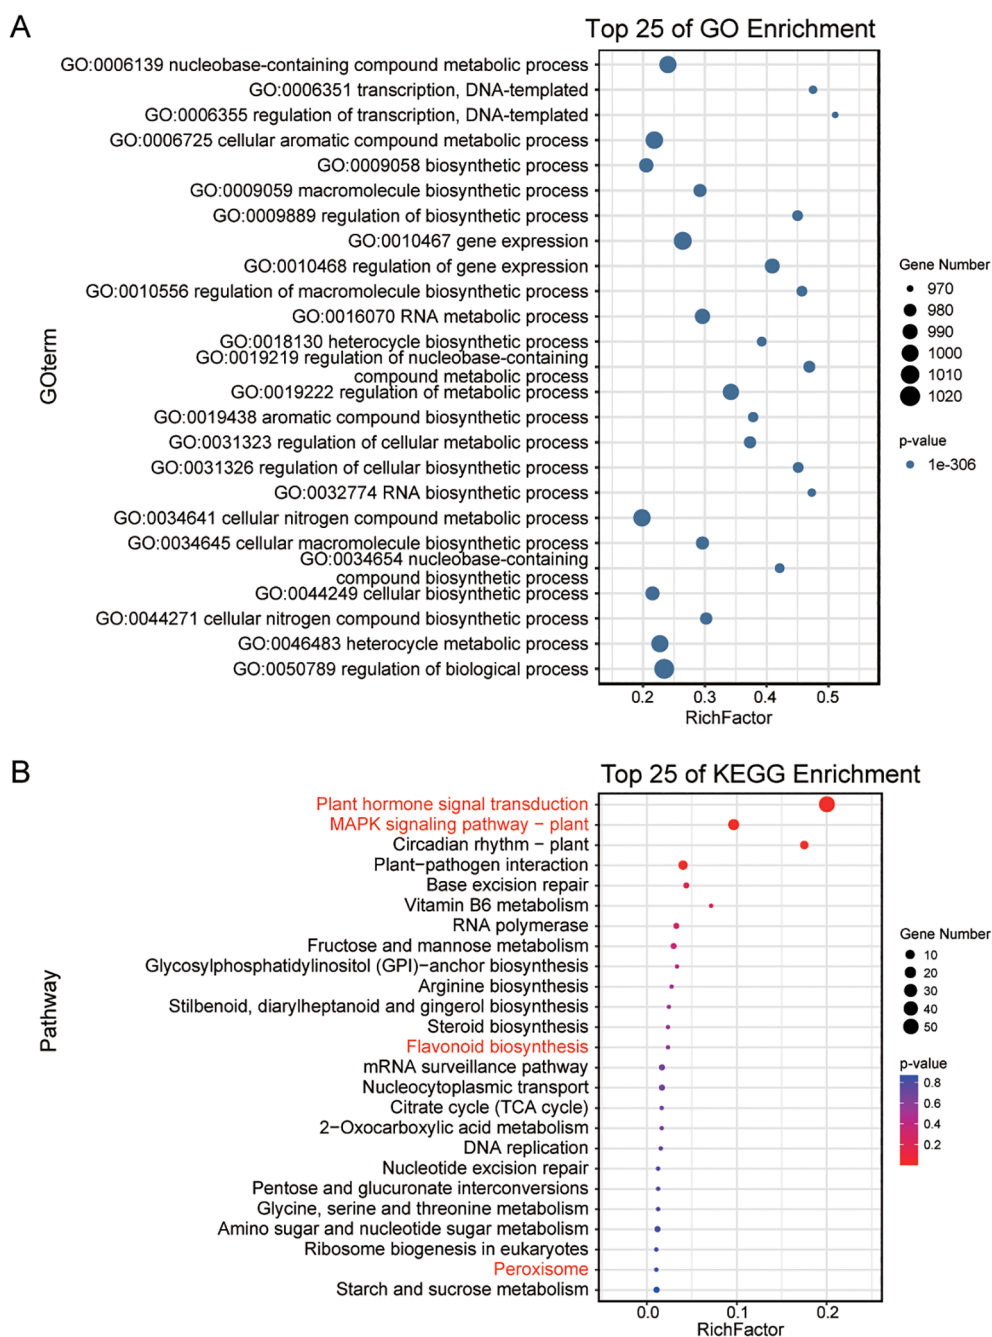 A
Top 25 of GO Enrichment
GOterm
GO:0006139 nucleobase-containing compound metabolic process
GO:0006351 transcription, DNA-templated
GO:0006355 regulation of transcription, DNA-templated
GO:0006725 cellular aromatic compound metabolic process
GO:0009058 biosynthetic process
GO:0009059 macromolecule biosynthetic process
GO:0009889 regulation of biosynthetic process
GO:0010467 gene expression
GO:0010468 regulation of gene expression
GO:0010556 regulation of macromolecule biosynthetic process
GO:0016070 RNA metabolic process
GO:0018130 heterocycle biosynthetic process
GO:0019219 regulation of nucleobase-containing
compound metabolic process
GO:0019222 regulation of metabolic process
GO:0019438 aromatic compound biosynthetic process
GO:0031323 regulation of cellular metabolic process
GO:0031326 regulation of cellular biosynthetic process
GO:0032774 RNA biosynthetic process
GO:0034641 cellular nitrogen compound metabolic process
GO:0034645 cellular macromolecule biosynthetic process
GO:0034654 nucleobase-containing
compound biosynthetic process
GO:0044249 cellular biosynthetic process
GO:0044271 cellular nitrogen compound biosynthetic process
GO:0046483 heterocycle metabolic process
GO:0050789 regulation of biological process
0.2 0.3 0.4 0.5
RichFactor
Gene Number
970
980
990
1000
1010
1020
p-value
1e-306
B
Top 25 of KEGG Enrichment
Pathway
Plant hormone signal transduction
MAPK signaling pathway − plant
Circadian rhythm − plant
Plant−pathogen interaction
Base excision repair
Vitamin B6 metabolism
RNA polymerase
Fructose and mannose metabolism
Glycosylphosphatidylinositol (GPI)−anchor biosynthesis
Arginine biosynthesis
Stilbenoid, diarylheptanoid and gingerol biosynthesis
Steroid biosynthesis
Flavonoid biosynthesis
mRNA surveillance pathway
Nucleocytoplasmic transport
Citrate cycle (TCA cycle)
2−Oxocarboxylic acid metabolism
DNA replication
Nucleotide excision repair
Pentose and glucuronate interconversions
Glycine, serine and threonine metabolism
Amino sugar and nucleotide sugar metabolism
Ribosome biogenesis in eukaryotes
Peroxisome
Starch and sucrose metabolism
0.0 0.1 0.2
RichFactor
Gene Number
10
20
30
40
50
p-value
0.8
0.6
0.4
0.2